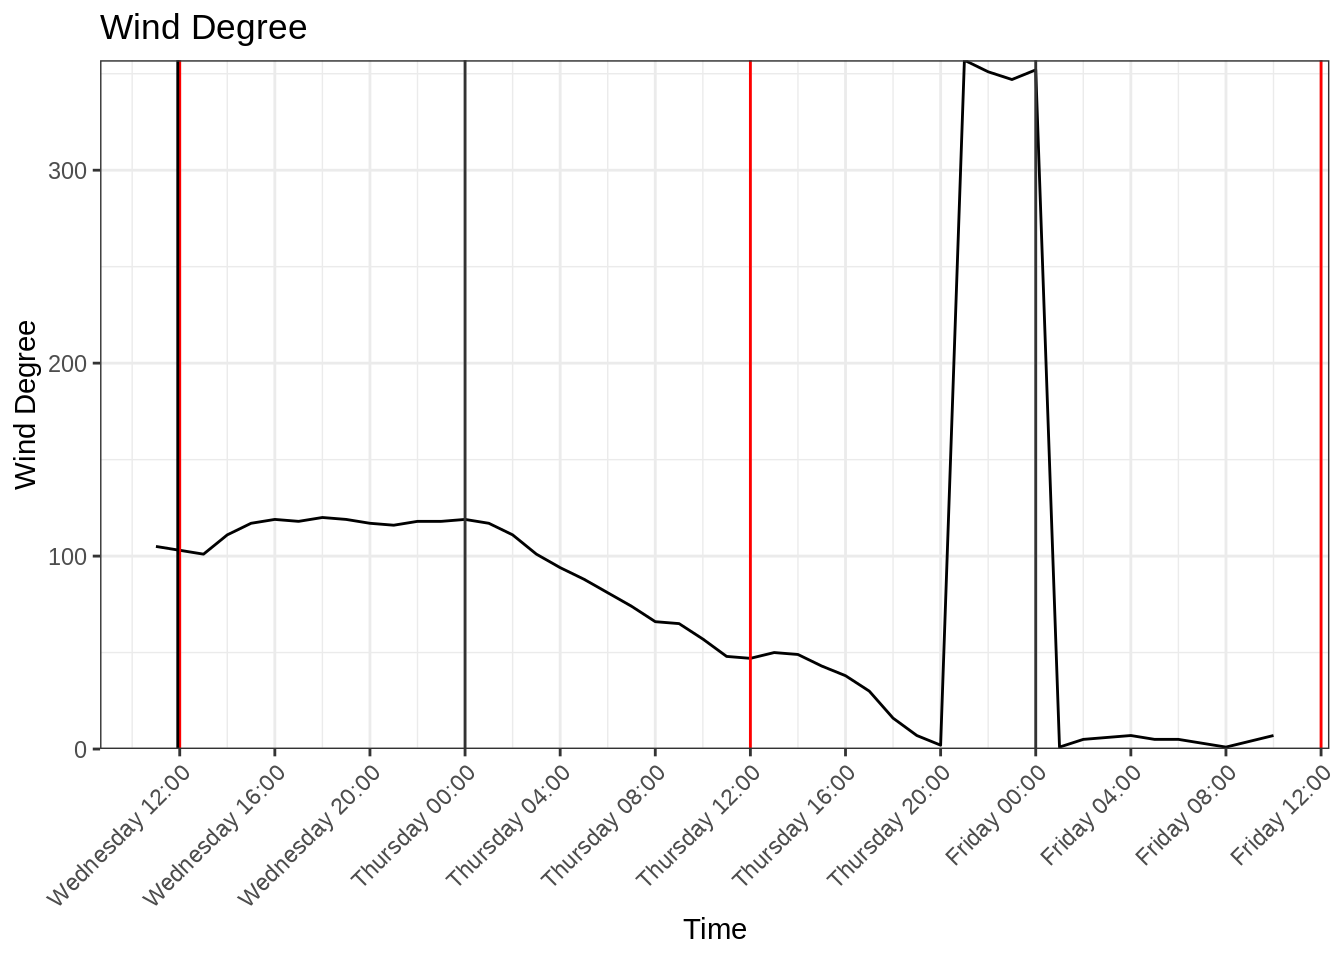 Wind Degree
Wind Degree
300
200
100
0
Wednesday 12:00
Wednesday 16:00
Wednesday 20:00
Thursday 00:00
Thursday 04:00
Thursday 08:00
Thursday 12:00
Thursday 16:00
Thursday 20:00
Friday 00:00
Friday 04:00
Friday 08:00
Friday 12:00
Time